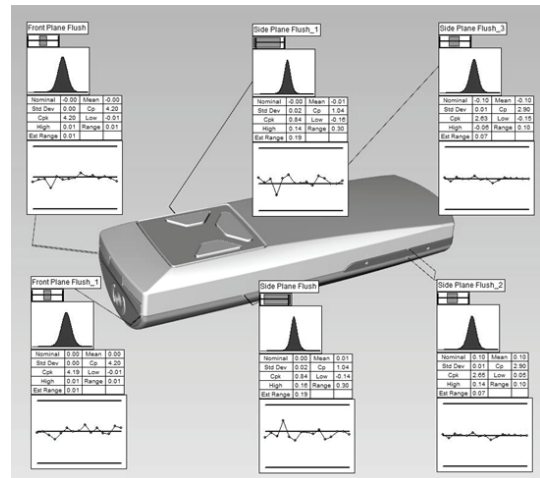 Front Plane Flush
Nominal -0.00 Mean -0.00
Std Dev 0.00 Cp 4.20
Cpk 4.20 Low -0.01
High 0.01 Range 0.01
Est Range 0.01
Side Plane Flush_1
Nominal -0.00 Mean -0.01
Std Dev 0.02 Cp 1.04
Cpk 0.84 Low -0.16
High 0.14 Range 0.30
Est Range 0.19
Side Plane Flush_3
Nominal -0.10 Mean -0.10
Std Dev 0.01 Cp 2.90
Cpk 2.63 Low -0.15
High -0.06 Range 0.10
Est Range 0.07
Front Plane Flush_1
Nominal 0.00 Mean 0.00
Std Dev 0.00 Cp 4.20
Cpk 4.19 Low -0.01
High 0.01 Range 0.01
Est Range 0.01
Side Plane Flush
Nominal 0.00 Mean 0.01
Std Dev 0.02 Cp 1.04
Cpk 0.84 Low -0.14
High 0.16 Range 0.30
Est Range 0.19
Side Plane Flush_2
Nominal 0.10 Mean 0.10
Std Dev 0.01 Cp 2.90
Cpk 2.65 Low 0.05
High 0.14 Range 0.10
Est Range 0.07